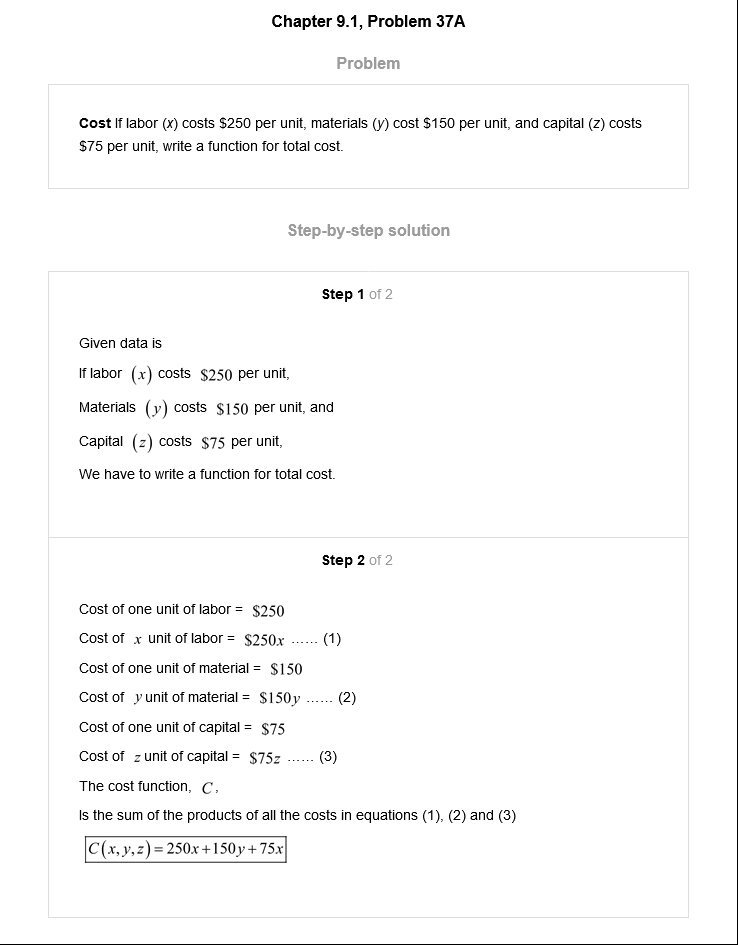 Chapter 9.1, Problem 37A
Problem
Cost If labor (x) costs $250 per unit, materials (y) cost $150 per unit, and capital (z) costs
$75 per unit, write a function for total cost.
Step-by-step solution
Step 1 of 2
Given data is
If labor (x) costs $250 per unit,
Materials (y) costs $150 per unit, and
Capital (z) costs $75 per unit,
We have to write a function for total cost.
Step 2 of 2
Cost of one unit of labor = $250
Cost of x unit of labor = $250x ...... (1)
Cost of one unit of material = $150
Cost of y unit of material = $150y ...... (2)
Cost of one unit of capital = $75
Cost of z unit of capital = $75z ...... (3)
The cost function, C,
Is the sum of the products of all the costs in equations (1), (2) and (3)
C(x,y,z)=250x+150y+75x